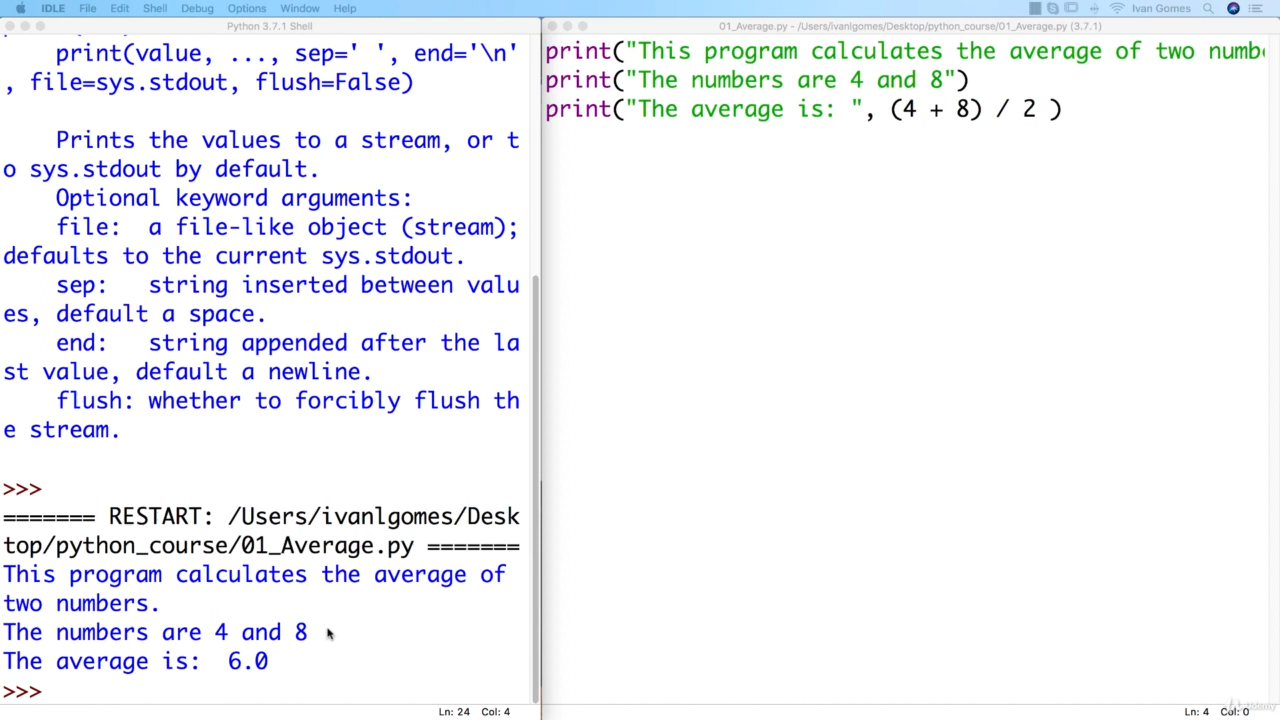 IDLE File Edit Shell Debug Options Window Help Ivan Gomes
Python 3.7.1 Shell
print(value, ..., sep=' ', end='\n'
, file=sys.stdout, flush=False)
Prints the values to a stream, or t
o sys.stdout by default.
Optional keyword arguments:
file:  a file-like object (stream);
defaults to the current sys.stdout.
sep:   string inserted between valu
es, default a space.
end:   string appended after the la
st value, default a newline.
flush: whether to forcibly flush th
e stream.
>>>
======= RESTART: /Users/ivanlgomes/Desk
top/python_course/01_Average.py =======
This program calculates the average of
two numbers.
The numbers are 4 and 8
The average is:  6.0
>>>
Ln: 24 Col: 4
01_Average.py - /Users/ivanlgomes/Desktop/python_course/01_Average.py (3.7.1)
print("This program calculates the average of two numbe
print("The numbers are 4 and 8")
print("The average is: ", (4 + 8) / 2 )
Ln: 4 Col: 0
Udemy